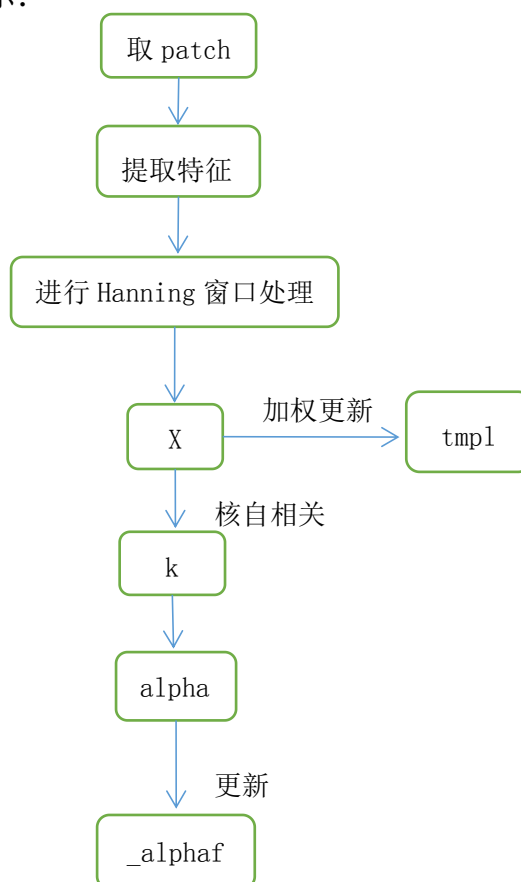 取 patch
提取特征
进行 Hanning 窗口处理
加权更新
X
tmpl
核自相关
k
alpha
更新
_alphaf